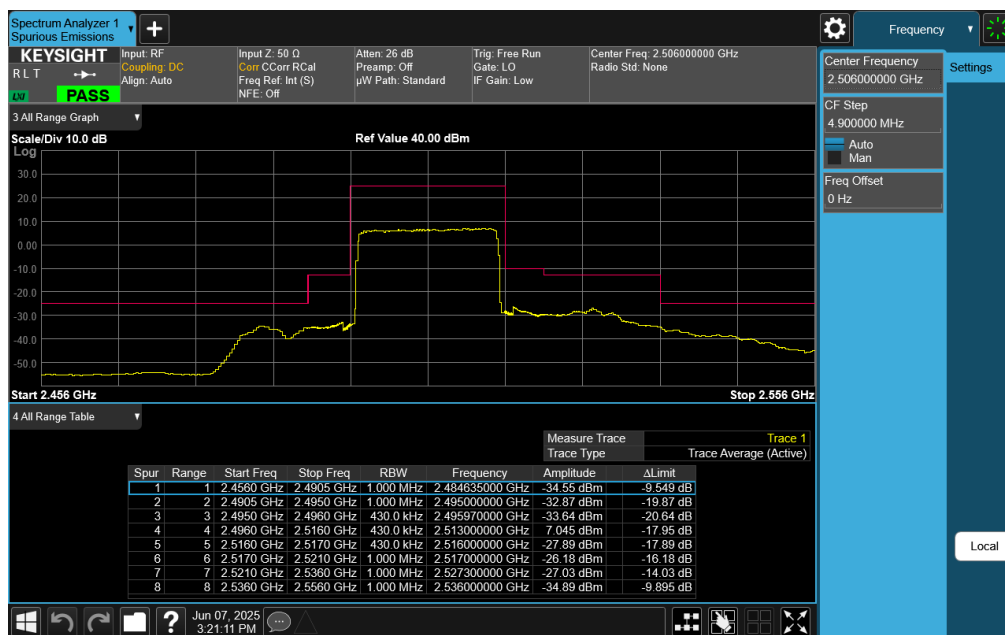 Spectrum Analyzer 1
Spurious Emissions
Frequency
KEYSIGHT
R L T
LXI
PASS
Input: RF
Coupling: DC
Align: Auto
Input Z: 50 Ω
Corr CCorr RCal
Freq Ref: Int (S)
NFE: Off
Atten: 26 dB
Preamp: Off
µW Path: Standard
Trig: Free Run
Gate: LO
IF Gain: Low
Center Freq: 2.506000000 GHz
Radio Std: None
Center Frequency
2.506000000 GHz
Settings
CF Step
4.900000 MHz
Auto
Man
Freq Offset
0 Hz
Local
3 All Range Graph
Scale/Div 10.0 dB
Ref Value 40.00 dBm
Log
30.0
20.0
10.0
0.00
-10.0
-20.0
-30.0
-40.0
-50.0
Start 2.456 GHz
Stop 2.556 GHz
4 All Range Table
Measure Trace Trace 1
Trace Type Trace Average (Active)
Spur Range Start Freq Stop Freq RBW Frequency Amplitude ΔLimit
1 1 2.4560 GHz 2.4905 GHz 1.000 MHz 2.484635000 GHz -34.55 dBm -9.549 dB
2 2 2.4905 GHz 2.4950 GHz 1.000 MHz 2.495000000 GHz -32.87 dBm -19.87 dB
3 3 2.4950 GHz 2.4960 GHz 430.0 kHz 2.495970000 GHz -33.64 dBm -20.64 dB
4 4 2.4960 GHz 2.5160 GHz 430.0 kHz 2.513000000 GHz 7.045 dBm -17.95 dB
5 5 2.5160 GHz 2.5170 GHz 430.0 kHz 2.516000000 GHz -27.89 dBm -17.89 dB
6 6 2.5170 GHz 2.5210 GHz 1.000 MHz 2.517000000 GHz -26.18 dBm -16.18 dB
7 7 2.5210 GHz 2.5360 GHz 1.000 MHz 2.527300000 GHz -27.03 dBm -14.03 dB
8 8 2.5360 GHz 2.5560 GHz 1.000 MHz 2.536000000 GHz -34.89 dBm -9.895 dB
Jun 07, 2025
3:21:11 PM